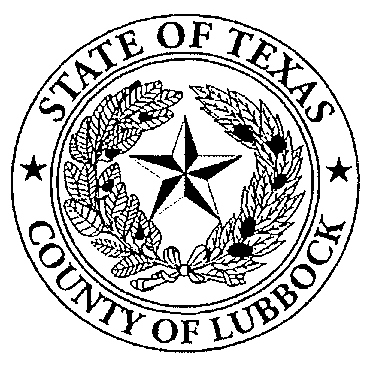 STATE OF TEXAS
COUNTY OF LUBBOCK